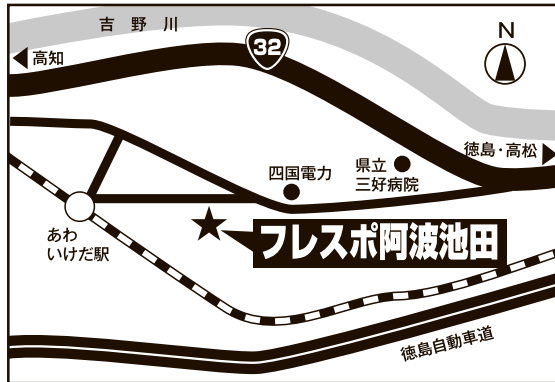 吉野川
32
N
高知
徳島・高松
四国電力
県立
三好病院
あわ
いけだ駅
フレスポ阿波池田
徳島自動車道